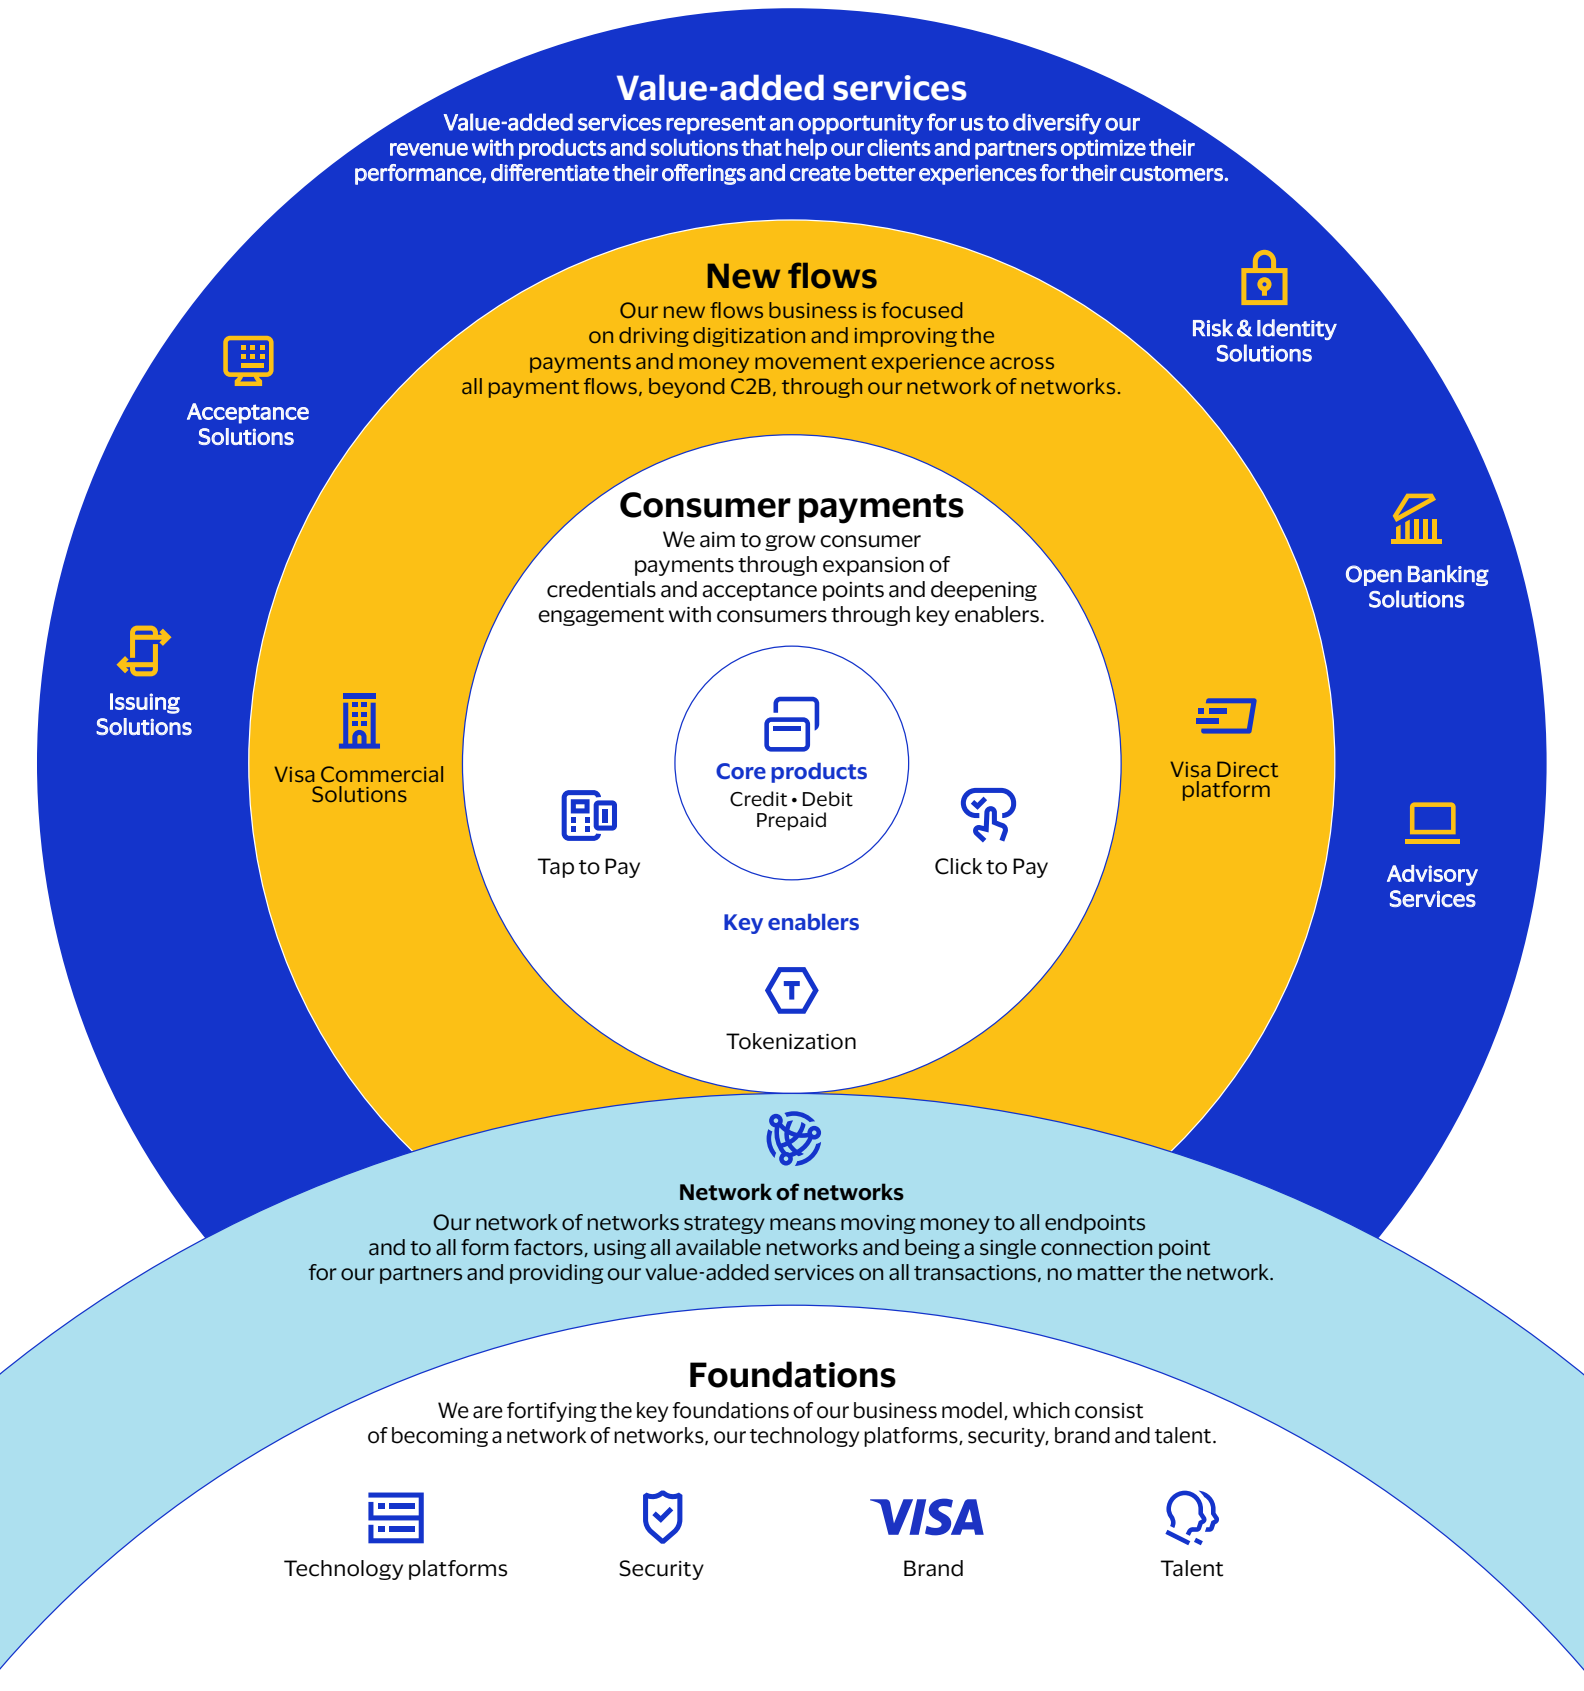 Value-added services
Value-added services represent an opportunity for us to diversify our
revenue with products and solutions that help our clients and partners optimize their
performance, differentiate their offerings and create better experiences for their customers.
New flows
Our new flows business is focused
on driving digitization and improving the
payments and money movement experience across
all payment flows, beyond C2B, through our network of networks.
Risk & Identity
Solutions
Acceptance
Solutions
Consumer payments
We aim to grow consumer
payments through expansion of
credentials and acceptance points and deepening
engagement with consumers through key enablers.
Open Banking
Solutions
Issuing
Solutions
Visa Commercial
Solutions
Core products
Credit • Debit
Prepaid
Visa Direct
platform
Tap to Pay
Click to Pay
Advisory
Services
Key enablers
T
Tokenization
Network of networks
Our network of networks strategy means moving money to all endpoints
and to all form factors, using all available networks and being a single connection point
for our partners and providing our value-added services on all transactions, no matter the network.
Foundations
We are fortifying the key foundations of our business model, which consist
of becoming a network of networks, our technology platforms, security, brand and talent.
VISA
Technology platforms
Security
Brand
Talent